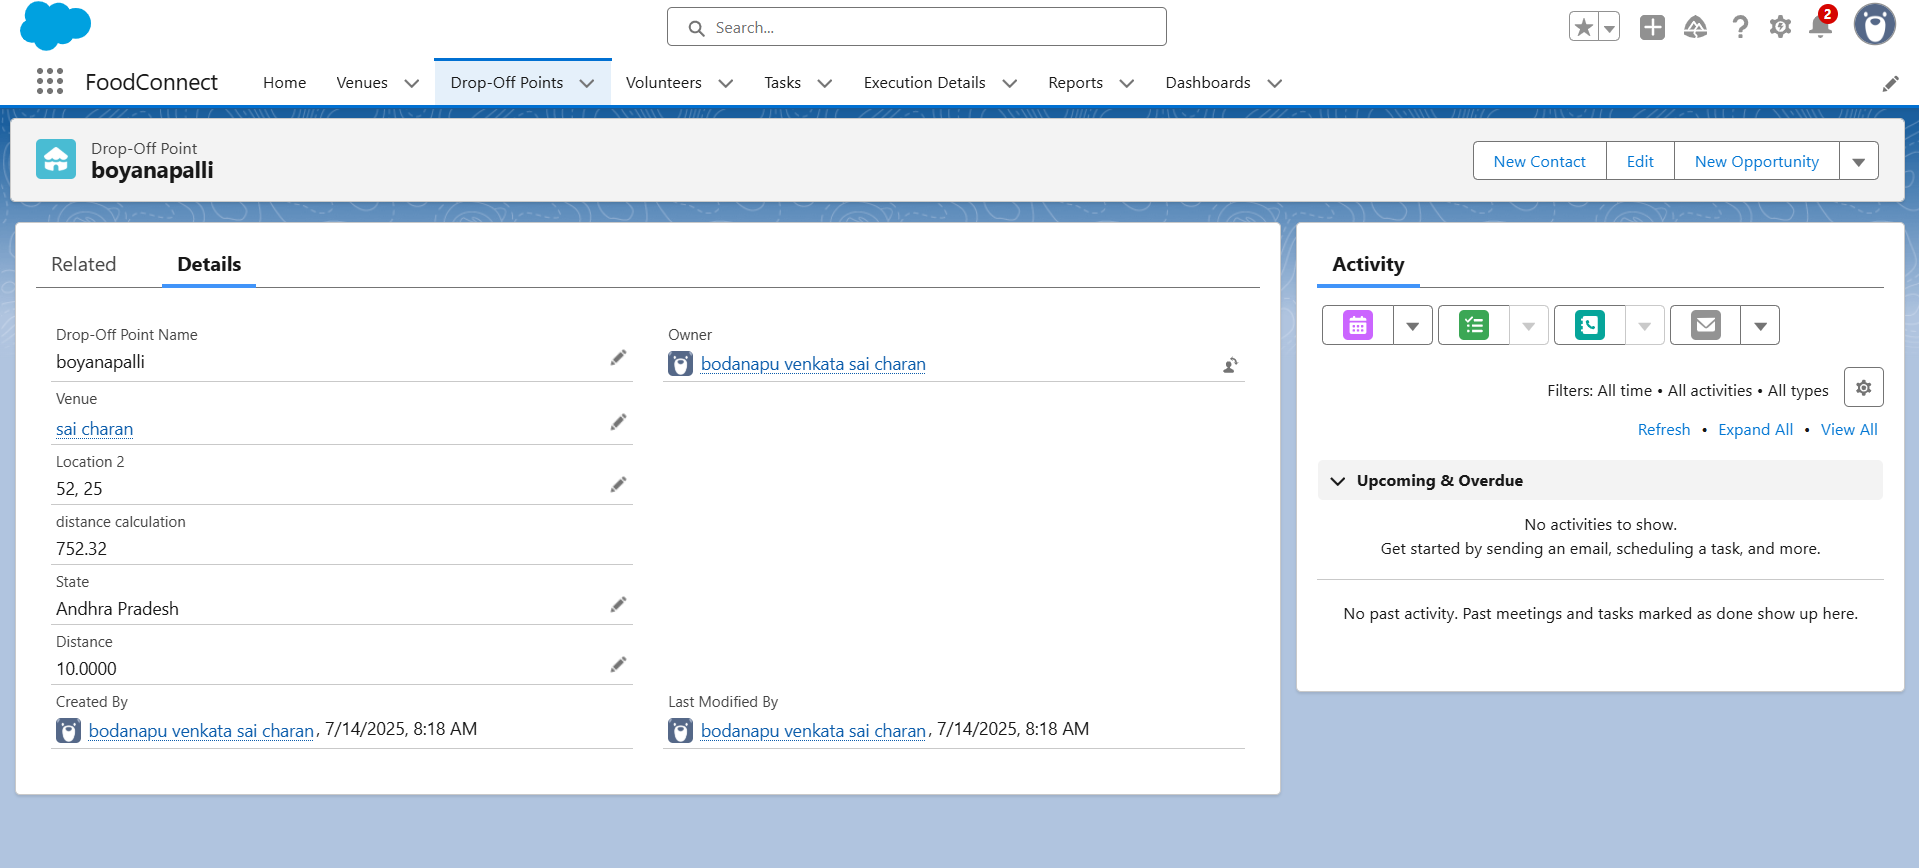 Search...
2
FoodConnect
Home
Venues
Drop-Off Points
Volunteers
Tasks
Execution Details
Reports
Dashboards
Drop-Off Point
boyanapalli
New Contact
Edit
New Opportunity
Related
Details
Drop-Off Point Name
boyanapalli
Owner
bodanapu venkata sai charan
Venue
sai charan
Location 2
52, 25
distance calculation
752.32
State
Andhra Pradesh
Distance
10.0000
Created By
bodanapu venkata sai charan, 7/14/2025, 8:18 AM
Last Modified By
bodanapu venkata sai charan, 7/14/2025, 8:18 AM
Activity
Filters: All time • All activities • All types
Refresh • Expand All • View All
Upcoming & Overdue
No activities to show.
Get started by sending an email, scheduling a task, and more.
No past activity. Past meetings and tasks marked as done show up here.